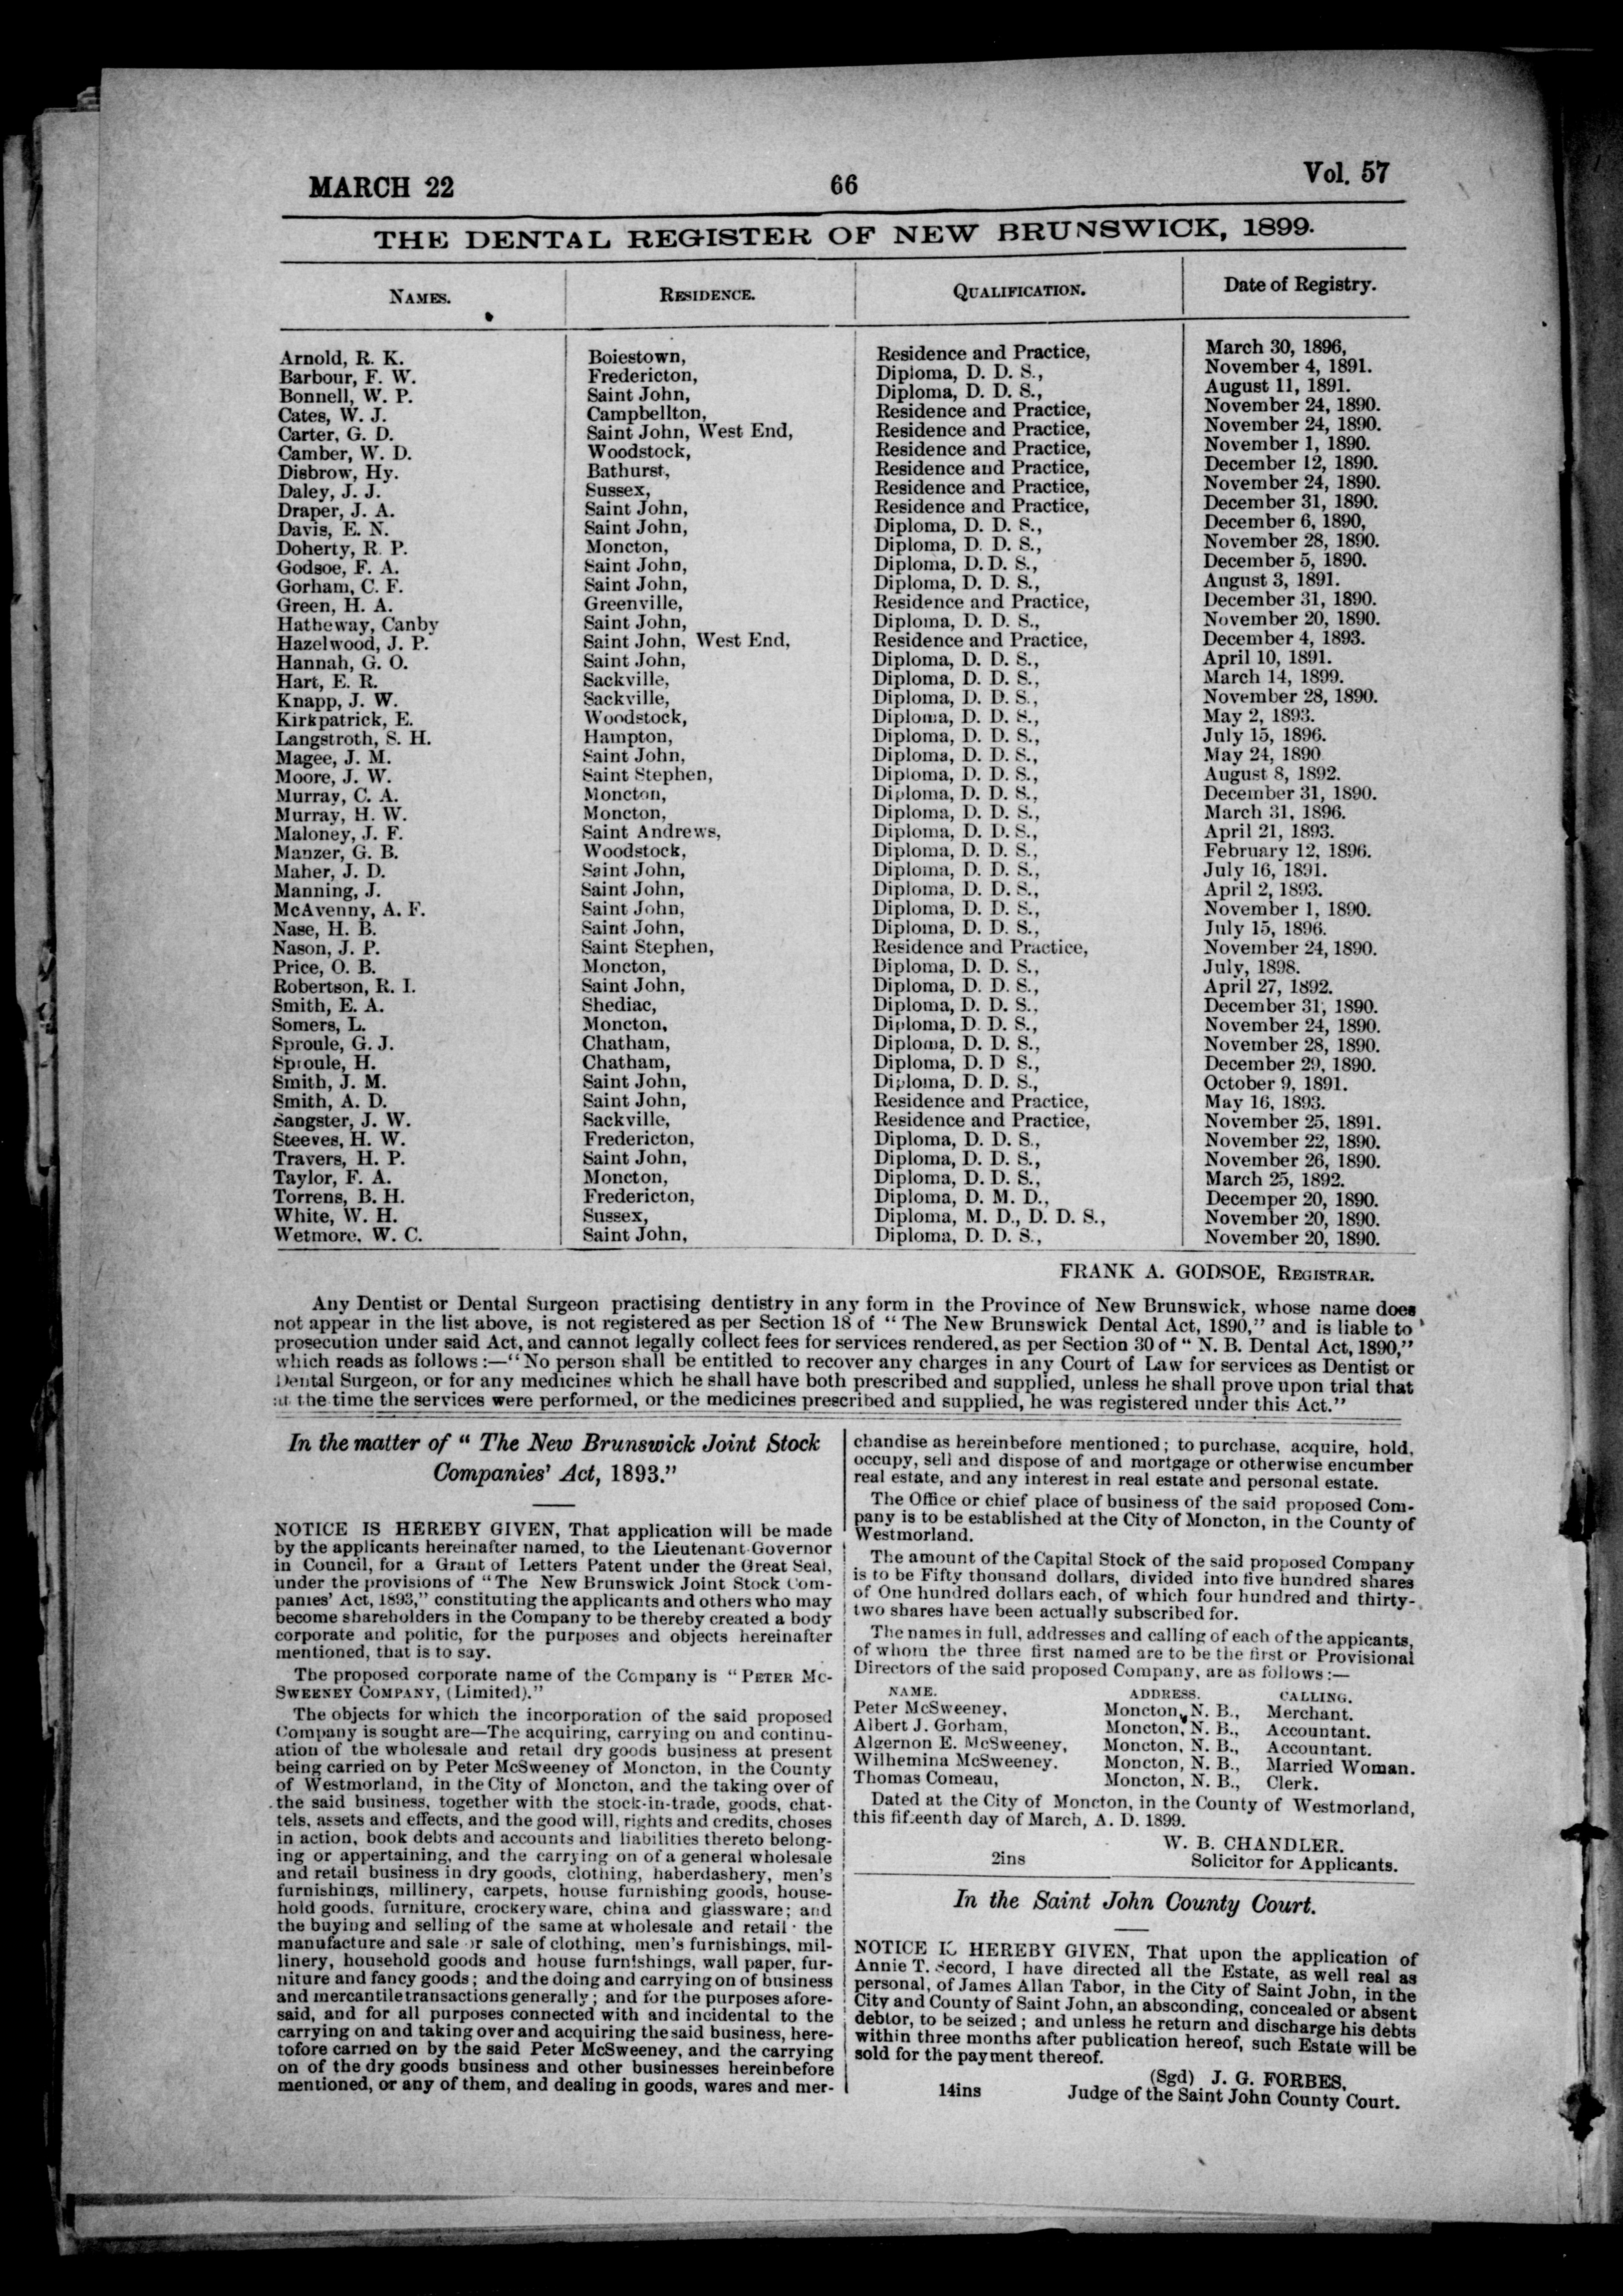 MARCH 22 66 Vol. 57
THE DENTAL REGISTER OF NEW BRUNSWICK, 1899.
NAMES. RESIDENCE. QUALIFICATION. Date of Registry.
Arnold, R. K. Boiestown, Residence and Practice, March 30, 1896,
Barbour, F. W. Fredericton, Diploma, D. D. S., November 4, 1891.
Bonnell, W. P. Saint John, Diploma, D. D. S., August 11, 1891.
Cates, W. J. Campbellton, Residence and Practice, November 24, 1890.
Carter, G. D. Saint John, West End, Residence and Practice, November 24, 1890.
Camber, W. D. Woodstock, Residence and Practice, November 1, 1890.
Disbrow, Hy. Bathurst, Residence and Practice, December 12, 1890.
Daley, J. J. Sussex, Residence and Practice, November 24, 1890.
Draper, J. A. Saint John, Residence and Practice, December 31, 1890.
Davis, E. N. Saint John, Diploma, D. D. S., December 6, 1890,
Doherty, R. P. Moncton, Diploma, D. D. S., November 28, 1890.
Godsoe, F. A. Saint John, Diploma, D. D. S., December 5, 1890.
Gorham, C. F. Saint John, Diploma, D. D. S., August 3, 1891.
Green, H. A. Greenville, Residence and Practice, December 31, 1890.
Hatheway, Canby Saint John, Diploma, D. D. S., November 20, 1890.
Hazelwood, J. P. Saint John, West End, Residence and Practice, December 4, 1893.
Hannah, G. O. Saint John, Diploma, D. D. S., April 10, 1891.
Hart, E. R. Sackville, Diploma, D. D. S., March 14, 1899.
Knapp, J. W. Sackville, Diploma, D. D. S., November 28, 1890.
Kirkpatrick, E. Woodstock, Diploma, D. D. S., May 2, 1893.
Langstroth, S. H. Hampton, Diploma, D. D. S., July 15, 1896.
Magee, J. M. Saint John, Diploma, D. D. S., May 24, 1890
Moore, J. W. Saint Stephen, Diploma, D. D. S., August 8, 1892.
Murray, C. A. Moncton, Diploma, D. D. S., December 31, 1890.
Murray, H. W. Moncton, Diploma, D. D. S., March 31, 1896.
Maloney, J. F. Saint Andrews, Diploma, D. D. S., April 21, 1893.
Manzer, G. B. Woodstock, Diploma, D. D. S., February 12, 1896.
Maher, J. D. Saint John, Diploma, D. D. S., July 16, 1891.
Manning, J. Saint John, Diploma, D. D. S., April 2, 1893.
McAvenny, A. F. Saint John, Diploma, D. D. S., November 1, 1890.
Nase, H. B. Saint John, Diploma, D. D. S., July 15, 1896.
Nason, J. P. Saint Stephen, Residence and Practice, November 24, 1890.
Price, O. B. Moncton, Diploma, D. D. S., July, 1898.
Robertson, R. I. Saint John, Diploma, D. D. S., April 27, 1892.
Smith, E. A. Shediac, Diploma, D. D. S., December 31, 1890.
Somers, L. Moncton, Diploma, D. D. S., November 24, 1890.
Sproule, G. J. Chatham, Diploma, D. D. S., November 28, 1890.
Sproule, H. Chatham, Diploma, D. D S., December 29, 1890.
Smith, J. M. Saint John, Diploma, D. D. S., October 9, 1891.
Smith, A. D. Saint John, Residence and Practice, May 16, 1893.
Sangster, J. W. Sackville, Residence and Practice, November 25, 1891.
Steeves, H. W. Fredericton, Diploma, D. D. S., November 22, 1890.
Travers, H. P. Saint John, Diploma, D. D. S., November 26, 1890.
Taylor, F. A. Moncton, Diploma, D. D. S., March 25, 1892.
Torrens, B. H. Fredericton, Diploma, D. M. D., Decemper 20, 1890.
White, W. H. Sussex, Diploma, M. D., D. D. S., November 20, 1890.
Wetmore, W. C. Saint John, Diploma, D. D. S., November 20, 1890.
FRANK A. GODSOE, REGISTRAR.
Any Dentist or Dental Surgeon practising dentistry in any form in the Province of New Brunswick, whose name does
not appear in the list above, is not registered as per Section 18 of "The New Brunswick Dental Act, 1890," and is liable to
prosecution under said Act, and cannot legally collect fees for services rendered, as per Section 30 of "N. B. Dental Act, 1890,"
which reads as follows:—"No person shall be entitled to recover any charges in any Court of Law for services as Dentist or
Dental Surgeon, or for any medicines which he shall have both prescribed and supplied, unless he shall prove upon trial that
at the time the services were performed, or the medicines prescribed and supplied, he was registered under this Act."
In the matter of "The New Brunswick Joint Stock
Companies' Act, 1893."
NOTICE IS HEREBY GIVEN, That application will be made
by the applicants hereinafter named, to the Lieutenant-Governor
in Council, for a Grant of Letters Patent under the Great Seal,
under the provisions of "The New Brunswick Joint Stock Com-
panies' Act, 1893," constituting the applicants and others who may
become shareholders in the Company to be thereby created a body
corporate and politic, for the purposes and objects hereinafter
mentioned, that is to say.
The proposed corporate name of the Company is "PETER MC-
SWEENEY COMPANY, (Limited)."
The objects for which the incorporation of the said proposed
Company is sought are—The acquiring, carrying on and continu-
ation of the wholesale and retail dry goods business at present
being carried on by Peter McSweeney of Moncton, in the County
of Westmorland, in the City of Moncton, and the taking over of
the said business, together with the stock-in-trade, goods, chat-
tels, assets and effects, and the good will, rights and credits, choses
in action, book debts and accounts and liabilities thereto belong-
ing or appertaining, and the carrying on of a general wholesale
and retail business in dry goods, clothing, haberdashery, men's
furnishings, millinery, carpets, house furnishing goods, house-
hold goods, furniture, crockeryware, china and glassware; and
the buying and selling of the same at wholesale and retail; the
manufacture and sale or sale of clothing, men's furnishings, mil-
linery, household goods and house furnishings, wall paper, fur-
niture and fancy goods; and the doing and carrying on of business
and mercantile transactions generally; and for the purposes afore-
said, and for all purposes connected with and incidental to the
carrying on and taking over and acquiring the said business, here-
tofore carried on by the said Peter McSweeney, and the carrying
on of the dry goods business and other businesses hereinbefore
mentioned, or any of them, and dealing in goods, wares and mer-
chandise as hereinbefore mentioned; to purchase, acquire, hold,
occupy, sell and dispose of and mortgage or otherwise encumber
real estate, and any interest in real estate and personal estate.
The Office or chief place of business of the said proposed Com-
pany is to be established at the City of Moncton, in the County of
Westmorland.
The amount of the Capital Stock of the said proposed Company
is to be Fifty thousand dollars, divided into five hundred shares
of One hundred dollars each, of which four hundred and thirty-
two shares have been actually subscribed for.
The names in full, addresses and calling of each of the appicants,
of whom the three first named are to be the first or Provisional
Directors of the said proposed Company, are as follows:—
NAME. ADDRESS. CALLING.
Peter McSweeney, Moncton, N. B., Merchant.
Albert J. Gorham, Moncton, N. B., Accountant.
Algernon E. McSweeney, Moncton, N. B., Accountant.
Wilhemina McSweeney. Moncton, N. B., Married Woman.
Thomas Comeau, Moncton, N. B., Clerk.
Dated at the City of Moncton, in the County of Westmorland,
this fifteenth day of March, A. D. 1899.
W. B. CHANDLER.
2ins Solicitor for Applicants.
In the Saint John County Court.
NOTICE IS HEREBY GIVEN, That upon the application of
Annie T. Secord, I have directed all the Estate, as well real as
personal, of James Allan Tabor, in the City of Saint John, in the
City and County of Saint John, an absconding, concealed or absent
debtor, to be seized; and unless he return and discharge his debts
within three months after publication hereof, such Estate will be
sold for the payment thereof.
(Sgd) J. G. FORBES,
14ins Judge of the Saint John County Court.